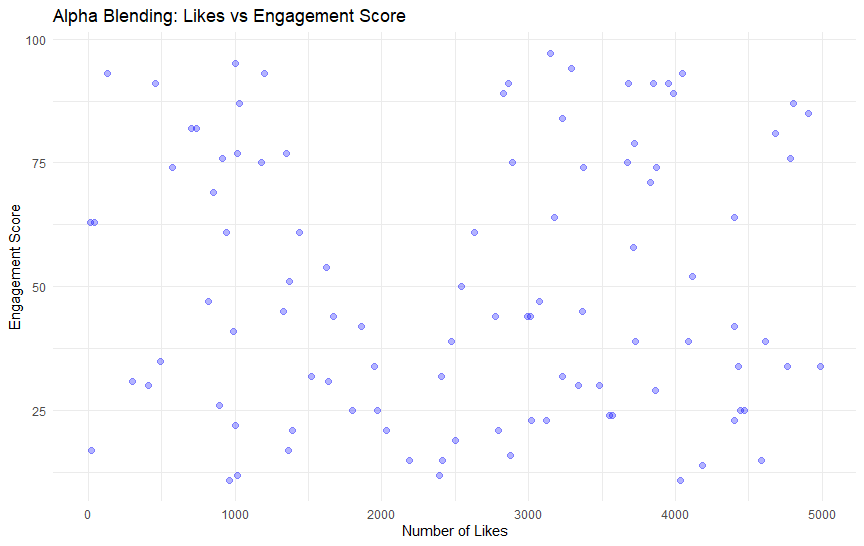 Alpha Blending: Likes vs Engagement Score
100
75
50
25
Engagement Score
0 1000 2000 3000 4000 5000
Number of Likes